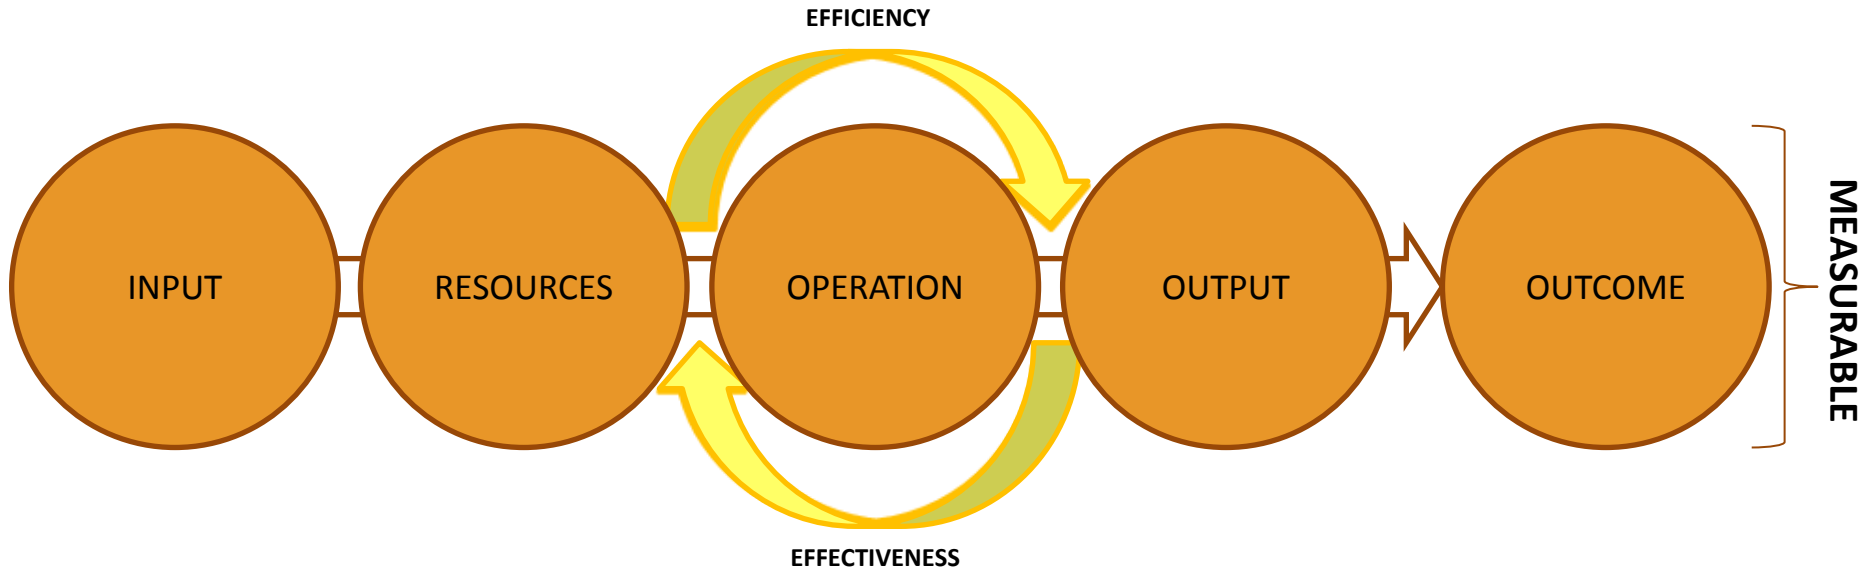 EFFICIENCY
INPUT
RESOURCES
OPERATION
OUTPUT
OUTCOME
MEASURABLE
EFFECTIVENESS